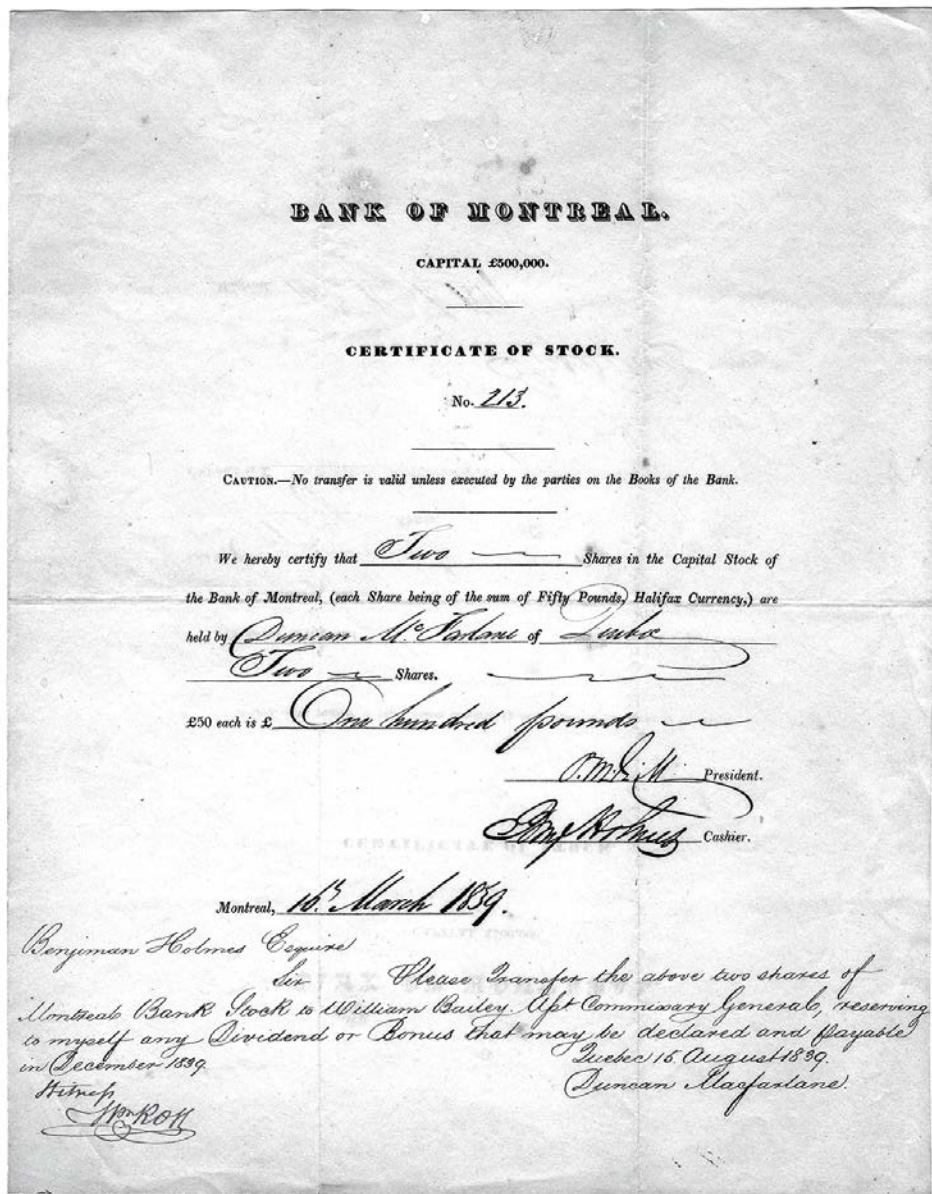 BANK OF MONTREAL.
CAPITAL £500,000.
CERTIFICATE OF STOCK.
No. 213.
CAUTION.—No transfer is valid unless executed by the parties on the Books of the Bank.
We hereby certify that Two Shares in the Capital Stock of
the Bank of Montreal, (each Share being of the sum of Fifty Pounds, Halifax Currency,) are
held by Duncan McFarlane of Quebec
Two Shares.
£50 each is £ One hundred pounds
President.
Benj Holmes Cashier.
Montreal, 16th March 1839.
Benjiman Holmes Esquire
Sir Please Transfer the above two shares of
Montreal Bank Stock to William Bailey Commissary General, reserving
to myself any Dividend or Bonus that may be declared and Payable
in December 1839.
Quebec 15 August 1839.
Duncan Macfarlane.
Witness